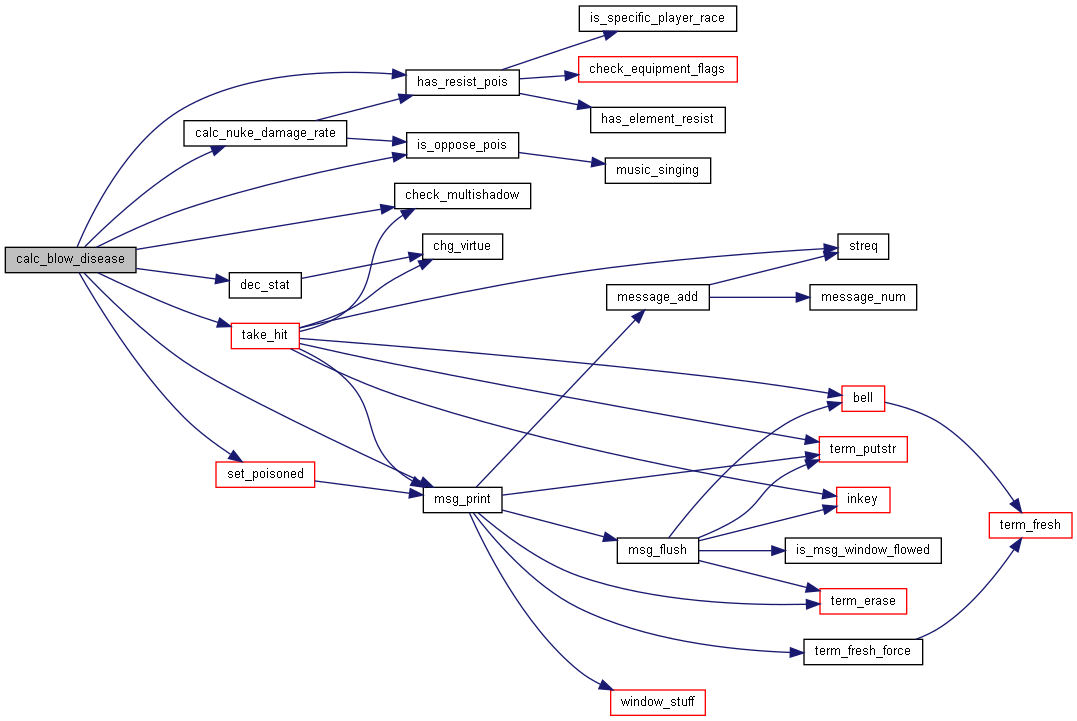 is_specific_player_race
check_equipment_flags
has_resist_pois
has_element_resist
calc_nuke_damage_rate
is_oppose_pois
music_singing
check_multishadow
chg_virtue
streq
calc_blow_disease
dec_stat
message_add
message_num
take_hit
bell
term_putstr
set_poisoned
msg_print
inkey
term_fresh
msg_flush
is_msg_window_flowed
term_erase
term_fresh_force
window_stuff